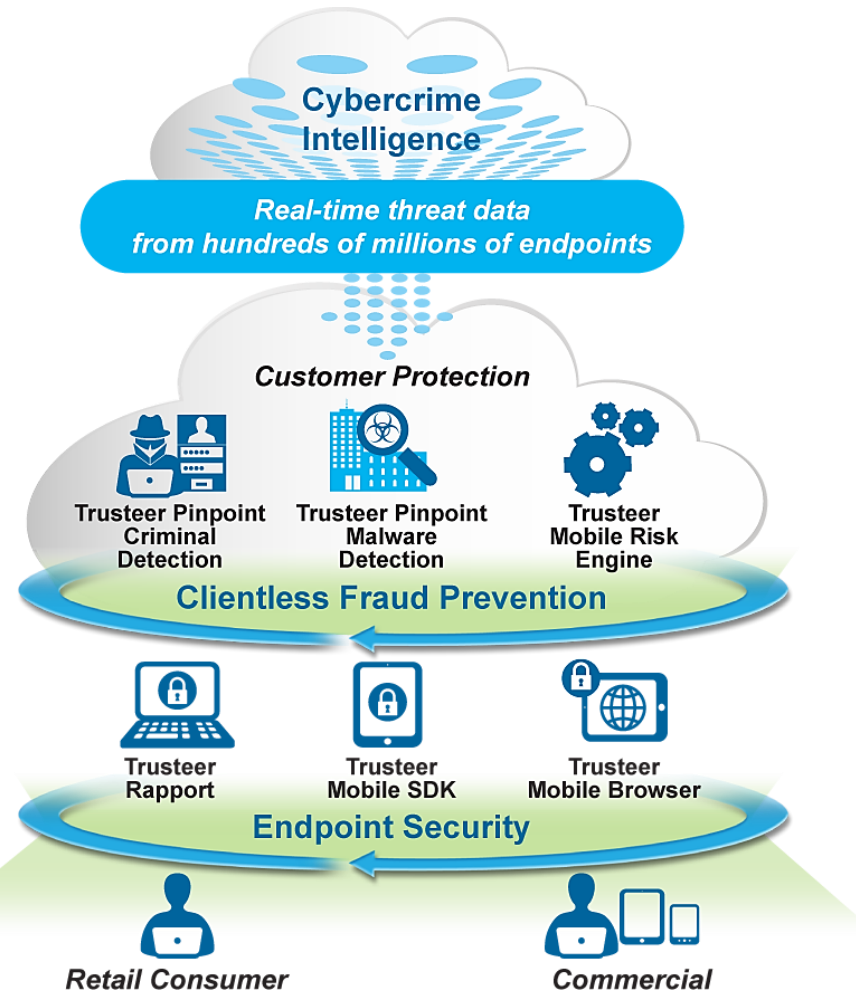 Cybercrime
Intelligence
Real-time threat data
from hundreds of millions of endpoints
Customer Protection
Trusteer Pinpoint
Criminal
Detection
Trusteer Pinpoint
Malware
Detection
Trusteer
Mobile Risk
Engine
Clientless Fraud Prevention
Trusteer
Rapport
Trusteer
Mobile SDK
Trusteer
Mobile Browser
Endpoint Security
Retail Consumer
Commercial